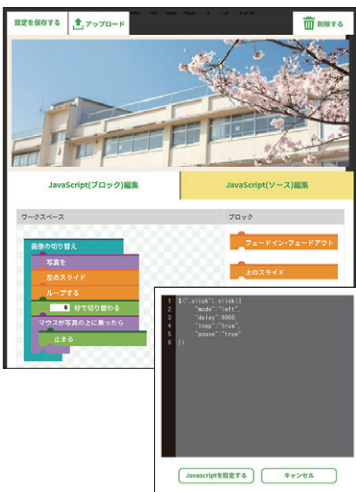 設定を保存する
アップロード
削除する
JavaScript(ブロック)編集
JavaScript(ソース)編集
ワークスペース
ブロック
画像の切り替え
写真を
左のスライド
ループする
6 秒で切り替わる
マウスが写真の上に乗ったら
止まる
フェードイン・フェードアウト
上のスライド
1 $(".slick").slick({
2 "mode":"left",
3 "delay":6000,
4 "loop":"true",
5 "pause":"true"
6 })
Javascriptを設定する
キャンセル